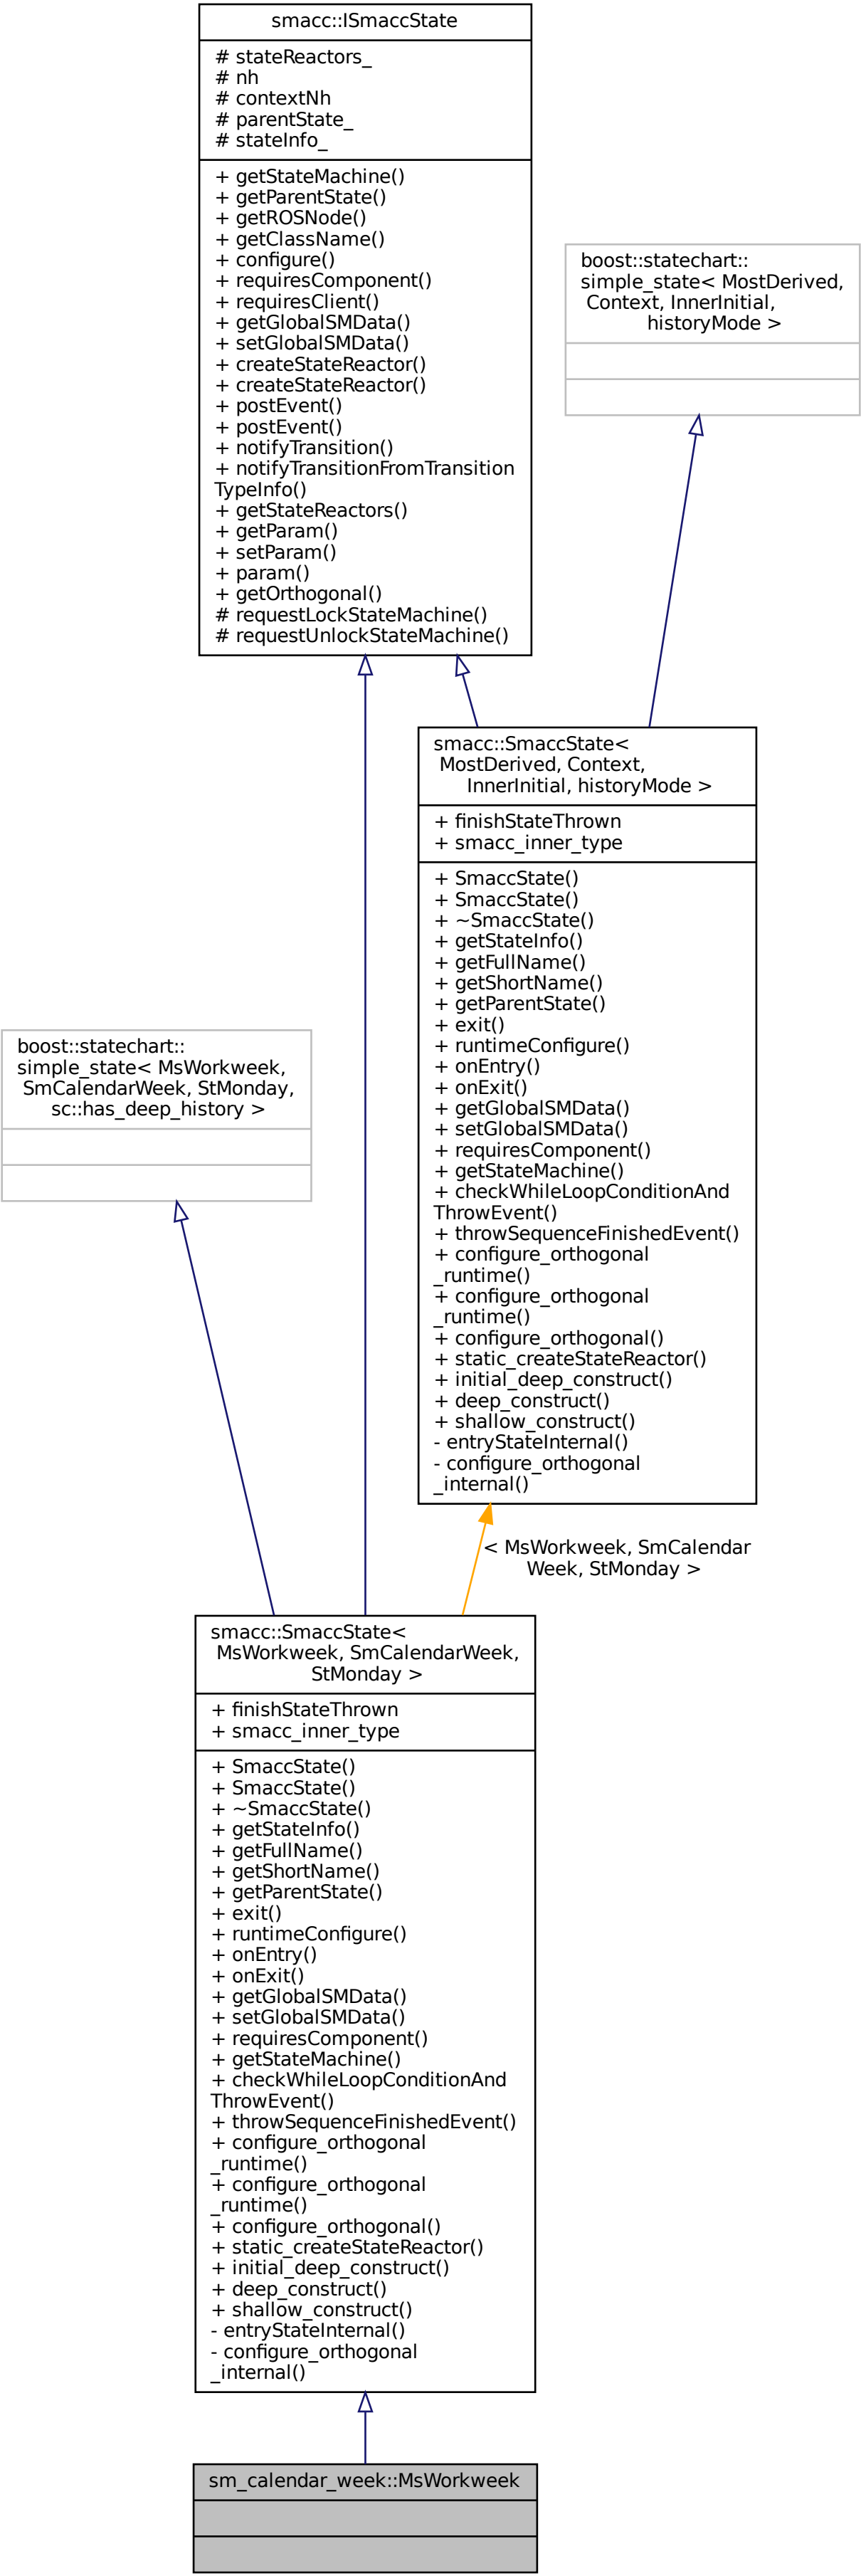 smacc::ISmaccState
# stateReactors_
# nh
# contextNh
# parentState_
# stateInfo_
+ getStateMachine()
+ getParentState()
+ getROSNode()
+ getClassName()
+ configure()
+ requiresComponent()
+ requiresClient()
+ getGlobalSMData()
+ setGlobalSMData()
+ createStateReactor()
+ createStateReactor()
+ postEvent()
+ postEvent()
+ notifyTransition()
+ notifyTransitionFromTransition
TypeInfo()
+ getStateReactors()
+ getParam()
+ setParam()
+ param()
+ getOrthogonal()
# requestLockStateMachine()
# requestUnlockStateMachine()
boost::statechart::
simple_state< MostDerived,
Context, InnerInitial,
historyMode >
smacc::SmaccState<
MostDerived, Context,
InnerInitial, historyMode >
+ finishStateThrown
+ smacc_inner_type
+ SmaccState()
+ SmaccState()
+ ~SmaccState()
+ getStateInfo()
+ getFullName()
+ getShortName()
+ getParentState()
+ exit()
+ runtimeConfigure()
+ onEntry()
+ onExit()
+ getGlobalSMData()
+ setGlobalSMData()
+ requiresComponent()
+ getStateMachine()
+ checkWhileLoopConditionAnd
ThrowEvent()
+ throwSequenceFinishedEvent()
+ configure_orthogonal
_runtime()
+ configure_orthogonal
_runtime()
+ configure_orthogonal()
+ static_createStateReactor()
+ initial_deep_construct()
+ deep_construct()
+ shallow_construct()
- entryStateInternal()
- configure_orthogonal
_internal()
boost::statechart::
simple_state< MsWorkweek,
SmCalendarWeek, StMonday,
sc::has_deep_history >
< MsWorkweek, SmCalendar
Week, StMonday >
smacc::SmaccState<
MsWorkweek, SmCalendarWeek,
StMonday >
+ finishStateThrown
+ smacc_inner_type
+ SmaccState()
+ SmaccState()
+ ~SmaccState()
+ getStateInfo()
+ getFullName()
+ getShortName()
+ getParentState()
+ exit()
+ runtimeConfigure()
+ onEntry()
+ onExit()
+ getGlobalSMData()
+ setGlobalSMData()
+ requiresComponent()
+ getStateMachine()
+ checkWhileLoopConditionAnd
ThrowEvent()
+ throwSequenceFinishedEvent()
+ configure_orthogonal
_runtime()
+ configure_orthogonal
_runtime()
+ configure_orthogonal()
+ static_createStateReactor()
+ initial_deep_construct()
+ deep_construct()
+ shallow_construct()
- entryStateInternal()
- configure_orthogonal
_internal()
sm_calendar_week::MsWorkweek